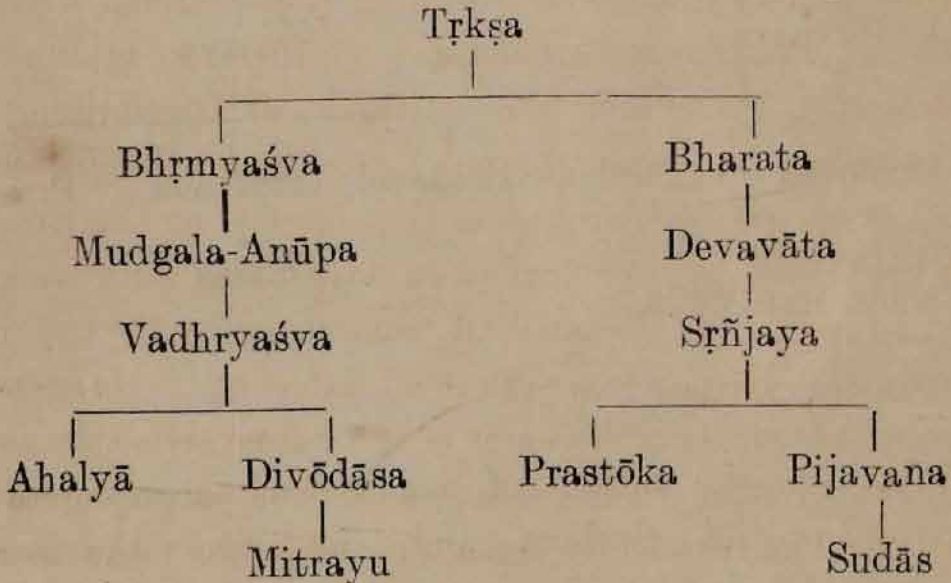 Tṛkṣa
Bhṛmyaśva Bharata
Mudgala-Anūpa Devavāta
Vadhryaśva Sṛñjaya
Ahalyā Divōdāsa Prastōka Pijavana
Mitrayu Sudās